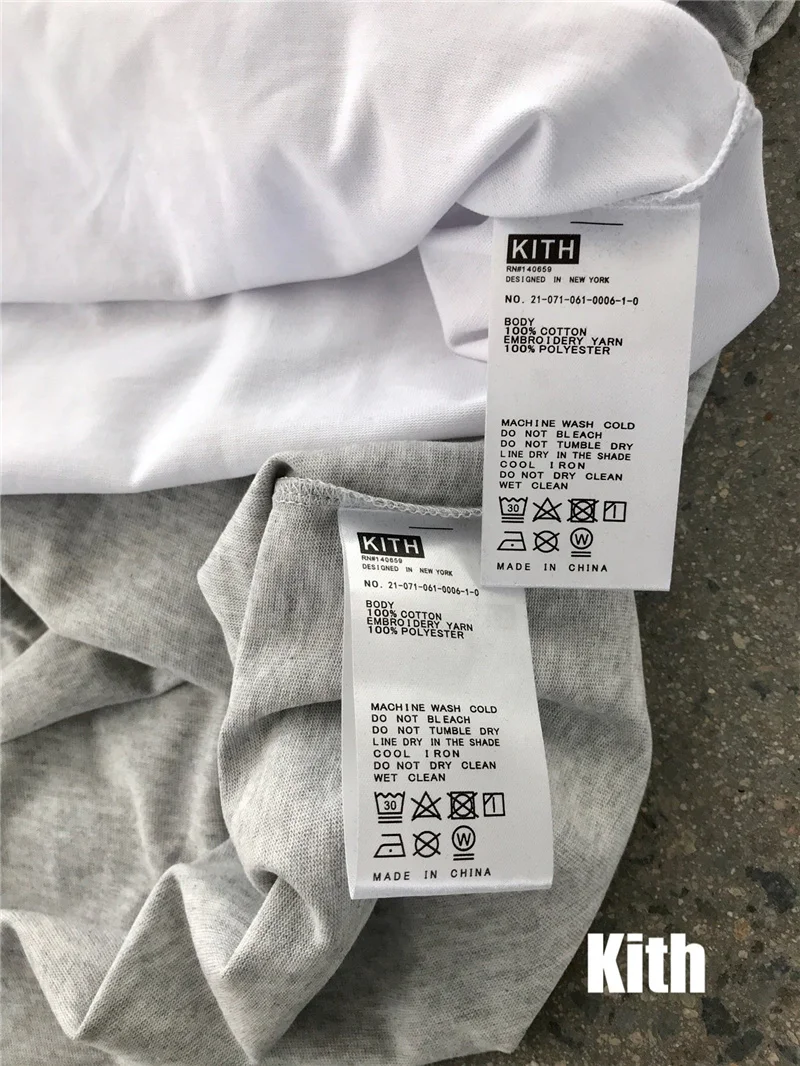 KITH
RN#140659
DESIGNED IN NEW YORK
NO. 21-071-061-0006-1-0
BODY
100% COTTON
EMBROIDERY YARN
100% POLYESTER
MACHINE WASH COLD
DO NOT BLEACH
DO NOT TUMBLE DRY
LINE DRY IN THE SHADE
COOL IRON
DO NOT DRY CLEAN
WET CLEAN
30
W
MADE IN CHINA
KITH
RN#140659
DESIGNED IN NEW YORK
NO. 21-071-061-0006-1-0
BODY
100% COTTON
EMBROIDERY YARN
100% POLYESTER
MACHINE WASH COLD
DO NOT BLEACH
DO NOT TUMBLE DRY
LINE DRY IN THE SHADE
COOL IRON
DO NOT DRY CLEAN
WET CLEAN
30
W
MADE IN CHINA
Kith